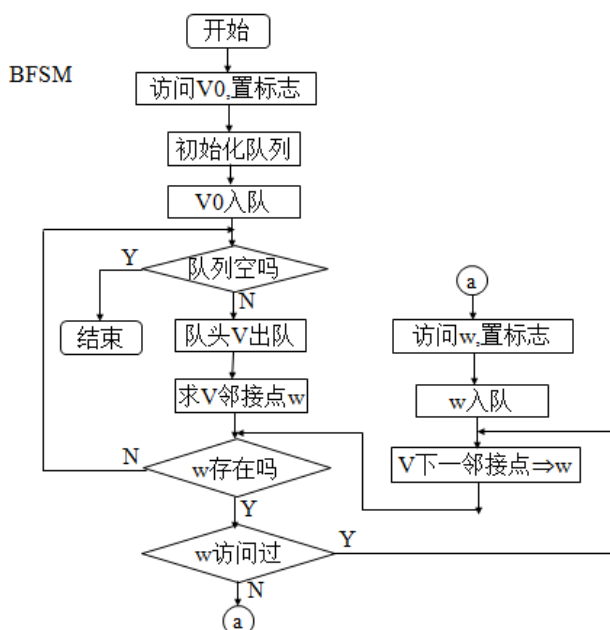 开始
BFSM
访问V0,置标志
初始化队列
V0入队
队列空吗
Y
N
结束
队头V出队
求V邻接点w
w存在吗
N
Y
w访问过
Y
N
a
a
访问w,置标志
w入队
V下一邻接点⇒w